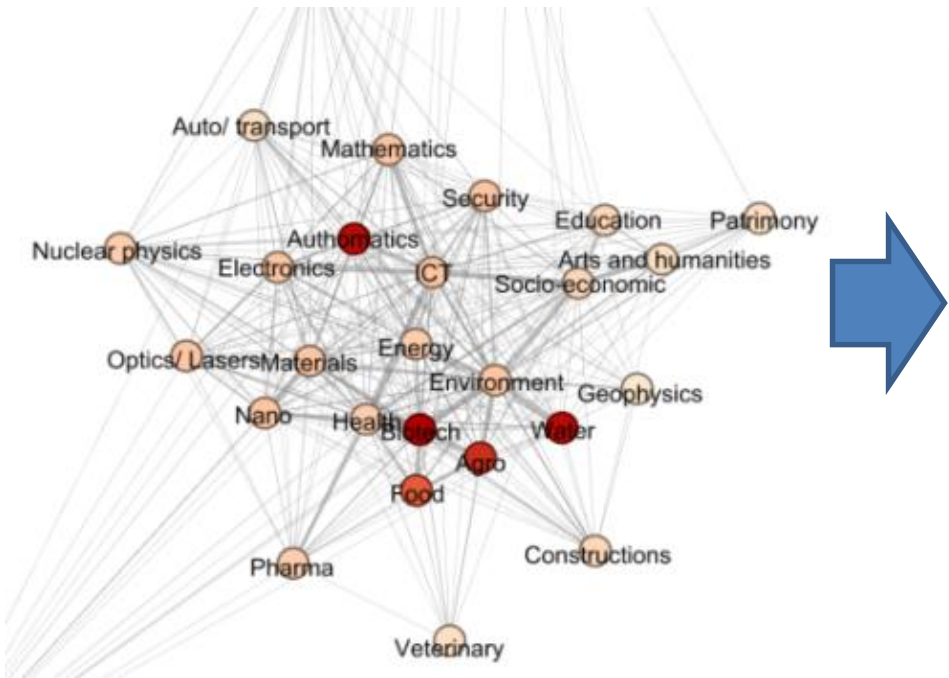 Auto/ transport
Mathematics
Security
Education
Patrimony
Nuclear physics
Authomatics
Electronics
ICT
Arts and humanities
Socio-economic
Optics/ Lasers
Materials
Energy
Environment
Geophysics
Nano
Health
Biotech
Water
Agro
Food
Pharma
Constructions
Veterinary